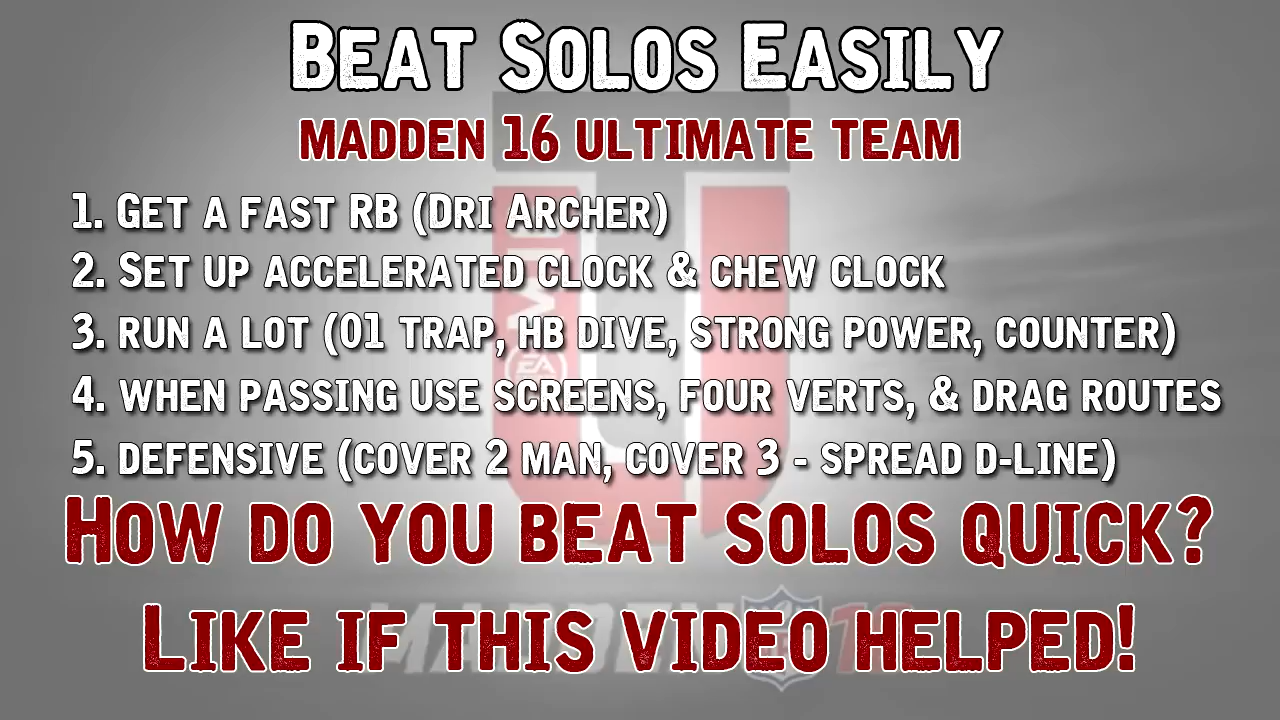 BEAT SOLOS EASILY
MADDEN 16 ULTIMATE TEAM
1. GET A FAST RB (DRI ARCHER)
2. SET UP ACCELERATED CLOCK & CHEW CLOCK
3. RUN A LOT (01 TRAP, HB DIVE, STRONG POWER, COUNTER)
4. WHEN PASSING USE SCREENS, FOUR VERTS, & DRAG ROUTES
5. DEFENSIVE (COVER 2 MAN, COVER 3 - SPREAD D-LINE)
EA
HOW DO YOU BEAT SOLOS QUICK?
LIKE IF THIS VIDEO HELPED!
MADDEN